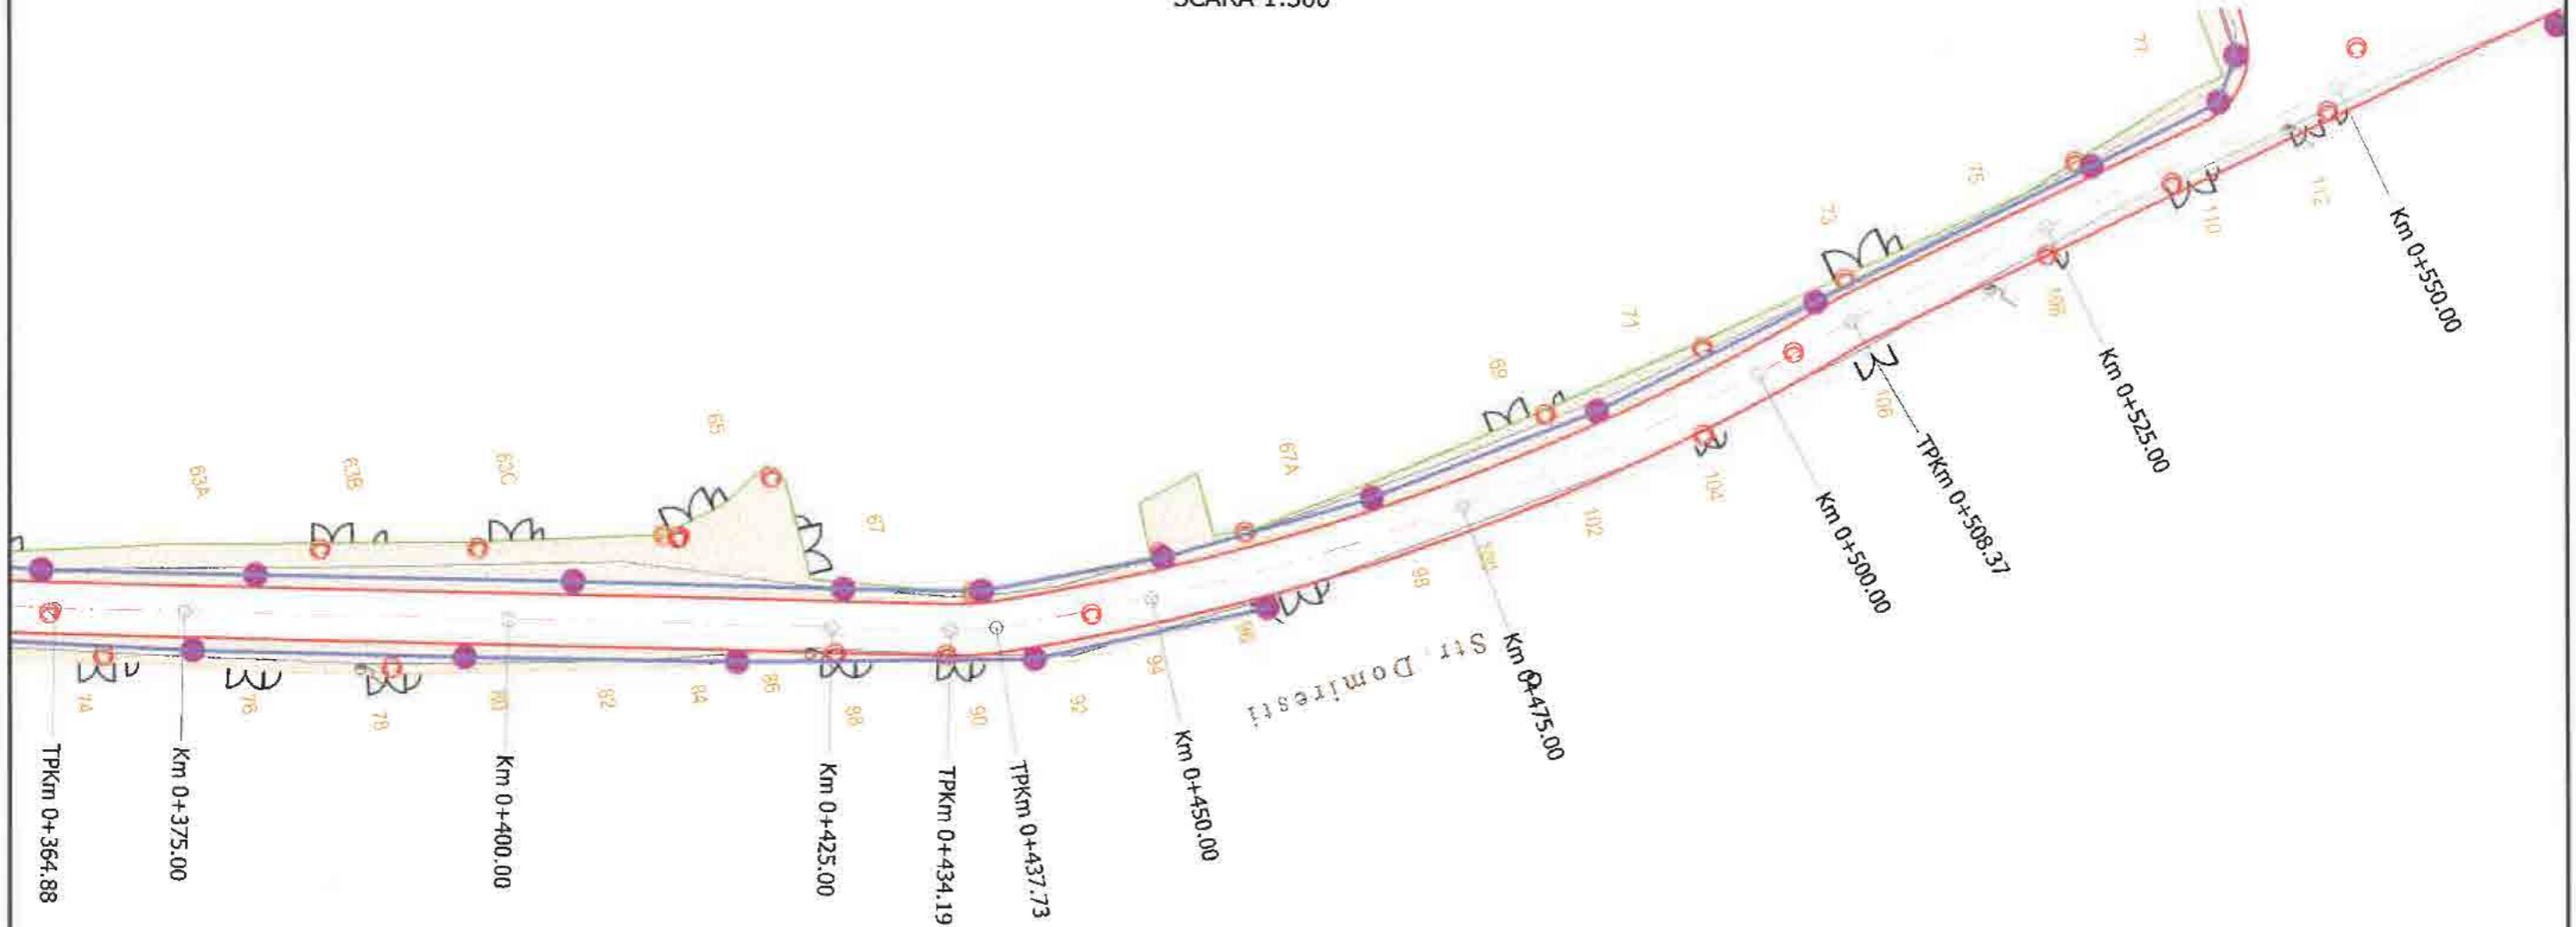 SCARA 1:500
77
75
73
71
69
67A
67
65
63C
63B
63A
74
76
78
82
84
86
88
90
92
94
96
98
102
104
106
110
112
Str. Domiresti
TPKm 0+364.88
Km 0+375.00
Km 0+400.00
Km 0+425.00
TPKm 0+434.19
TPKm 0+437.73
Km 0+450.00
Km 0+475.00
Km 0+500.00
TPKm 0+508.37
Km 0+525.00
Km 0+550.00